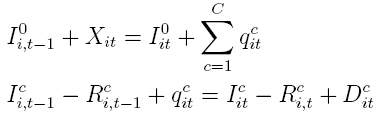 $I^0_{i,t-1} + X_{it} = I^0_{it} + \sum_{c=1}^{C} q^c_{it}$
$I^c_{i,t-1} - R^c_{i,t-1} + q^c_{it} = I^c_{it} - R^c_{i,t} + D^c_{it}$